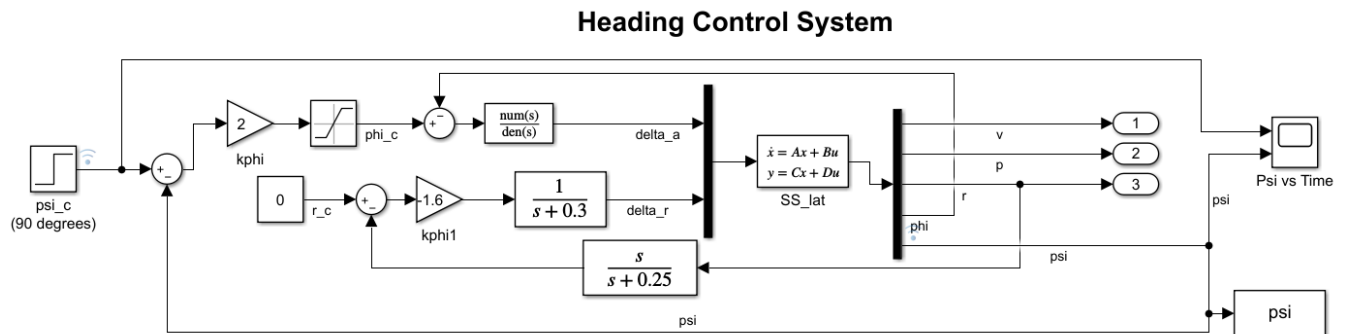 Heading Control System
psi_c
(90 degrees)
+
−
2
kphi
phi_c
+
−
num(s)
den(s)
delta_a
0
r_c
+
−
-1.6
kphi1
1
s + 0.3
delta_r
s
s + 0.25
ẋ = Ax + Bu
y = Cx + Du
SS_lat
v
1
p
2
r
3
phi
psi
psi
Psi vs Time
psi
psi